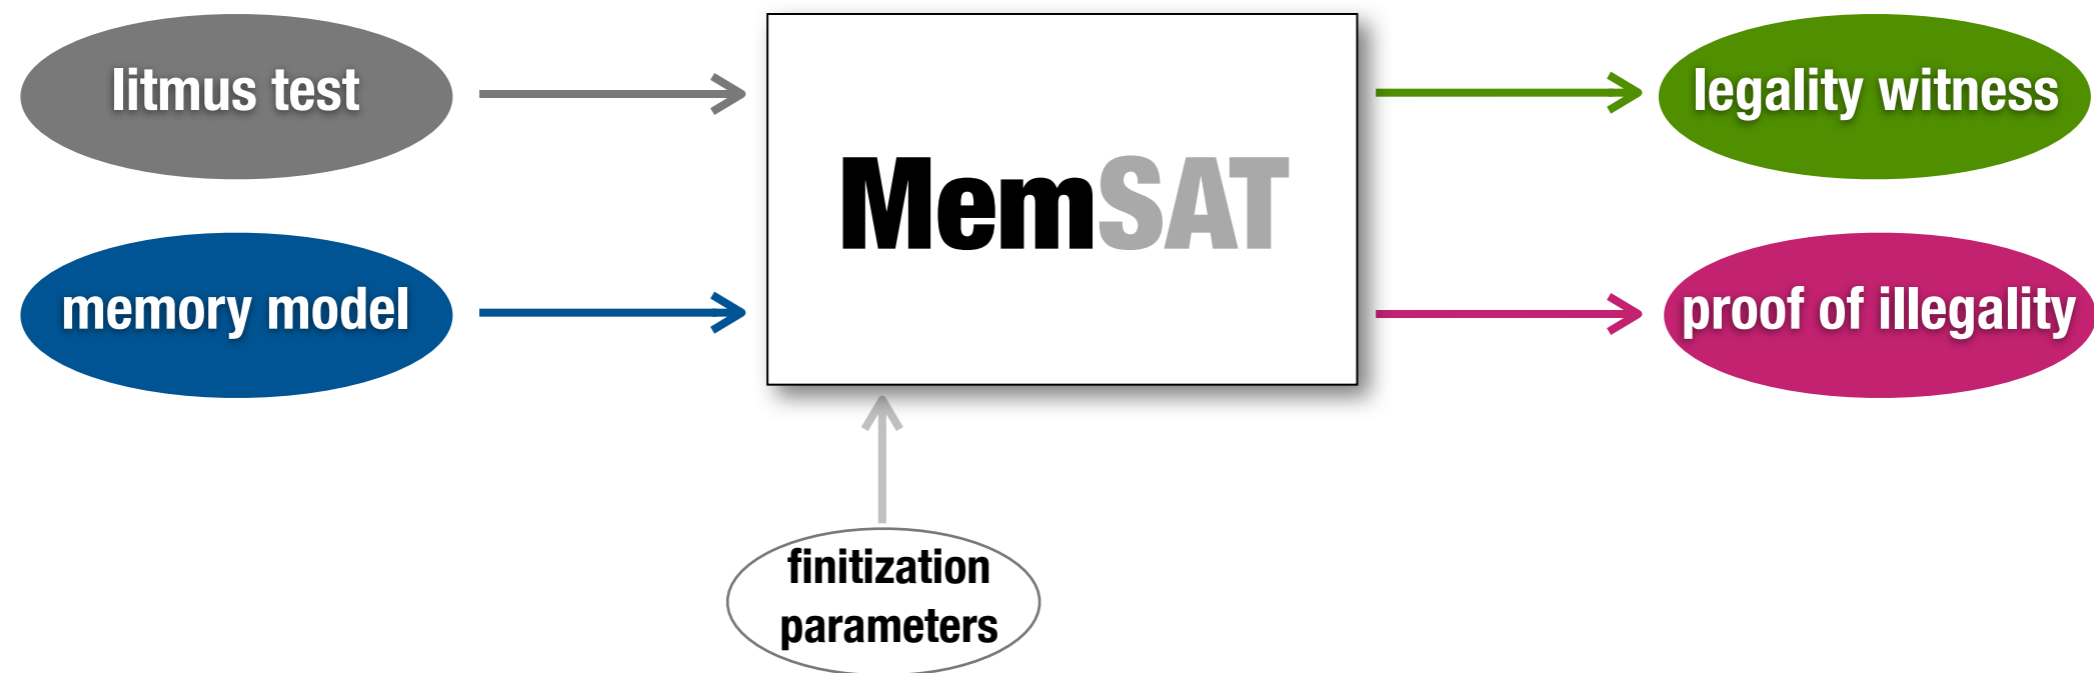 litmus test
memory model
MemSAT
legality witness
proof of illegality
finitization
parameters